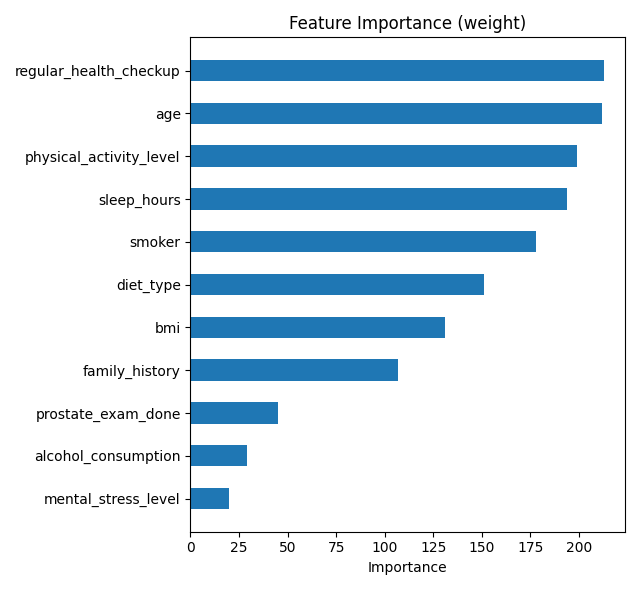 Feature Importance (weight)
regular_health_checkup
age
physical_activity_level
sleep_hours
smoker
diet_type
bmi
family_history
prostate_exam_done
alcohol_consumption
mental_stress_level
0 25 50 75 100 125 150 175 200
Importance